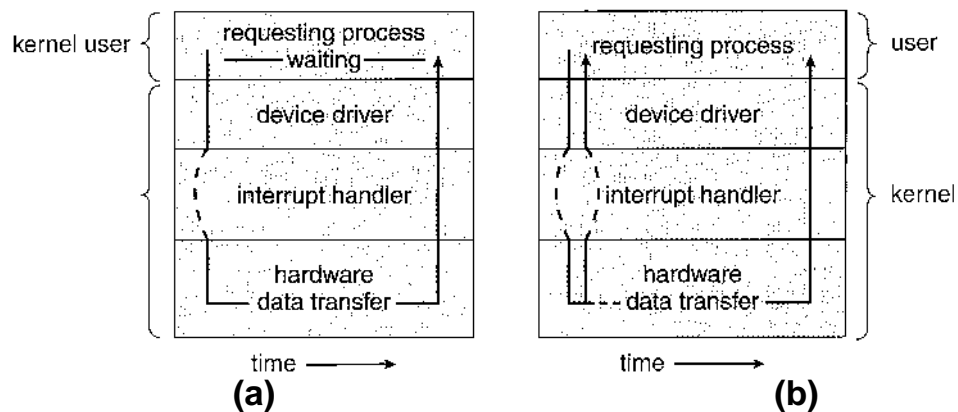 kernel user
requesting process
waiting
device driver
interrupt handler
hardware
data transfer
time
(a)
requesting process
user
device driver
interrupt handler
kernel
hardware
data transfer
time
(b)